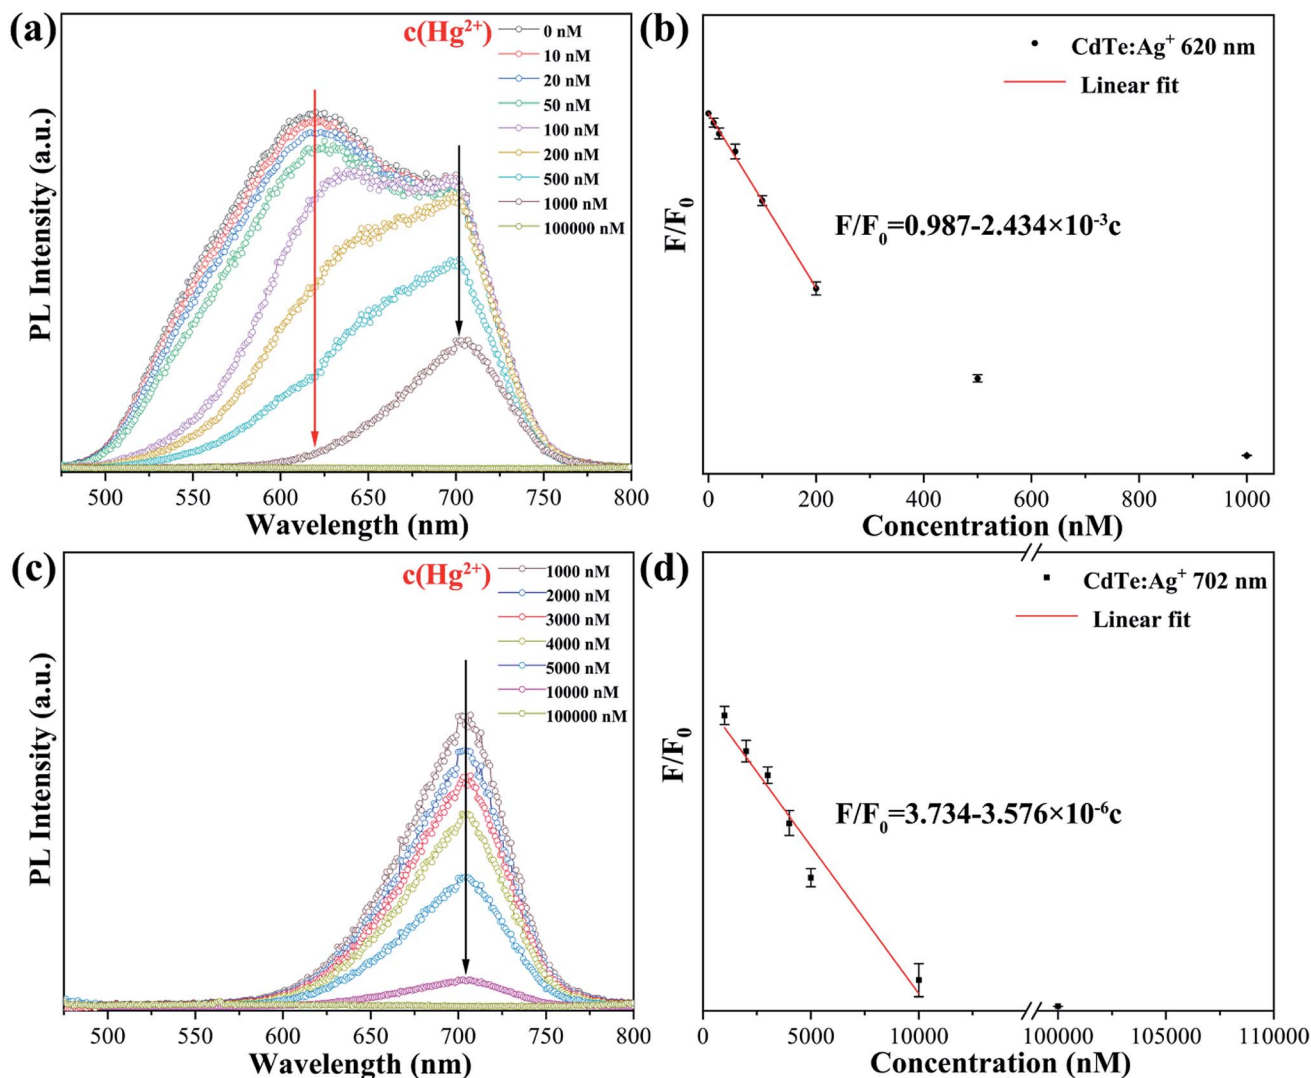 (a)
c(Hg²⁺)
0 nM
10 nM
20 nM
50 nM
100 nM
200 nM
500 nM
1000 nM
100000 nM
PL Intensity (a.u.)
500 550 600 650 700 750 800
Wavelength (nm)
(b)
CdTe:Ag⁺ 620 nm
Linear fit
F/F₀=0.987-2.434×10⁻³c
F/F₀
0 200 400 600 800 1000
Concentration (nM)
(c)
c(Hg²⁺)
1000 nM
2000 nM
3000 nM
4000 nM
5000 nM
10000 nM
100000 nM
PL Intensity (a.u.)
500 550 600 650 700 750 800
Wavelength (nm)
(d)
CdTe:Ag⁺ 702 nm
Linear fit
F/F₀=3.734-3.576×10⁻⁶c
F/F₀
0 5000 10000 100000 105000 110000
Concentration (nM)